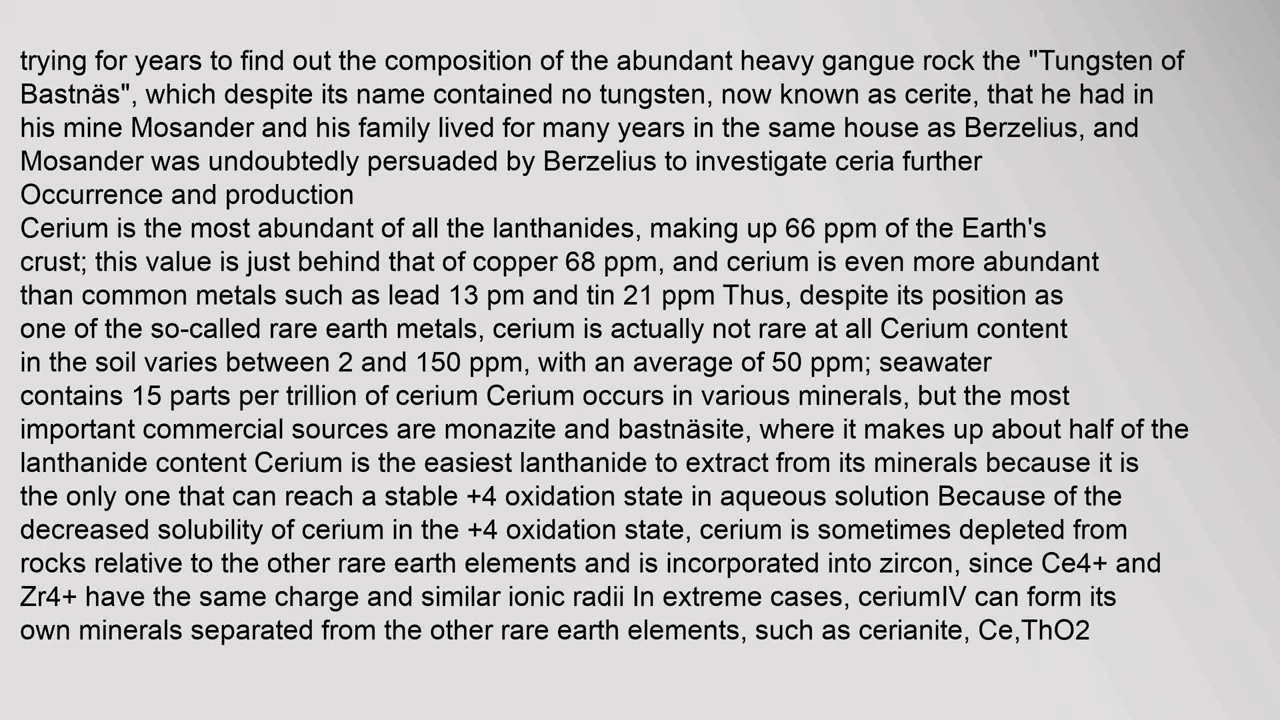 trying for years to find out the composition of the abundant heavy gangue rock the "Tungsten of
Bastnäs", which despite its name contained no tungsten, now known as cerite, that he had in
his mine Mosander and his family lived for many years in the same house as Berzelius, and
Mosander was undoubtedly persuaded by Berzelius to investigate ceria further
Occurrence and production
Cerium is the most abundant of all the lanthanides, making up 66 ppm of the Earth's
crust; this value is just behind that of copper 68 ppm, and cerium is even more abundant
than common metals such as lead 13 pm and tin 21 ppm Thus, despite its position as
one of the so-called rare earth metals, cerium is actually not rare at all Cerium content
in the soil varies between 2 and 150 ppm, with an average of 50 ppm; seawater
contains 15 parts per trillion of cerium Cerium occurs in various minerals, but the most
important commercial sources are monazite and bastnäsite, where it makes up about half of the
lanthanide content Cerium is the easiest lanthanide to extract from its minerals because it is
the only one that can reach a stable +4 oxidation state in aqueous solution Because of the
decreased solubility of cerium in the +4 oxidation state, cerium is sometimes depleted from
rocks relative to the other rare earth elements and is incorporated into zircon, since Ce4+ and
Zr4+ have the same charge and similar ionic radii In extreme cases, ceriumIV can form its
own minerals separated from the other rare earth elements, such as cerianite, Ce,ThO2